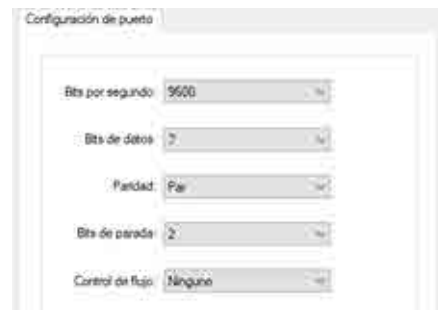 Configuración de puerto
Bits por segundo: 9600
Bits de datos: 7
Paridad: Par
Bits de parada: 2
Control de flujo: Ninguno